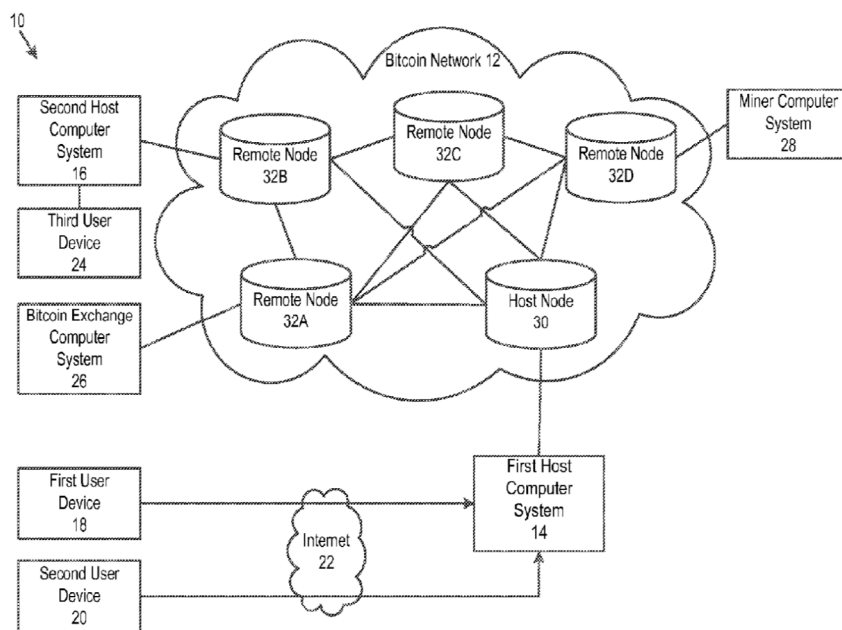 10
Bitcoin Network 12
Second Host
Computer
System
16
Remote Node
32B
Remote Node
32C
Remote Node
32D
Miner Computer
System
28
Third User
Device
24
Bitcoin Exchange
Computer
System
26
Remote Node
32A
Host Node
30
First User
Device
18
First Host
Computer
System
14
Internet
22
Second User
Device
20